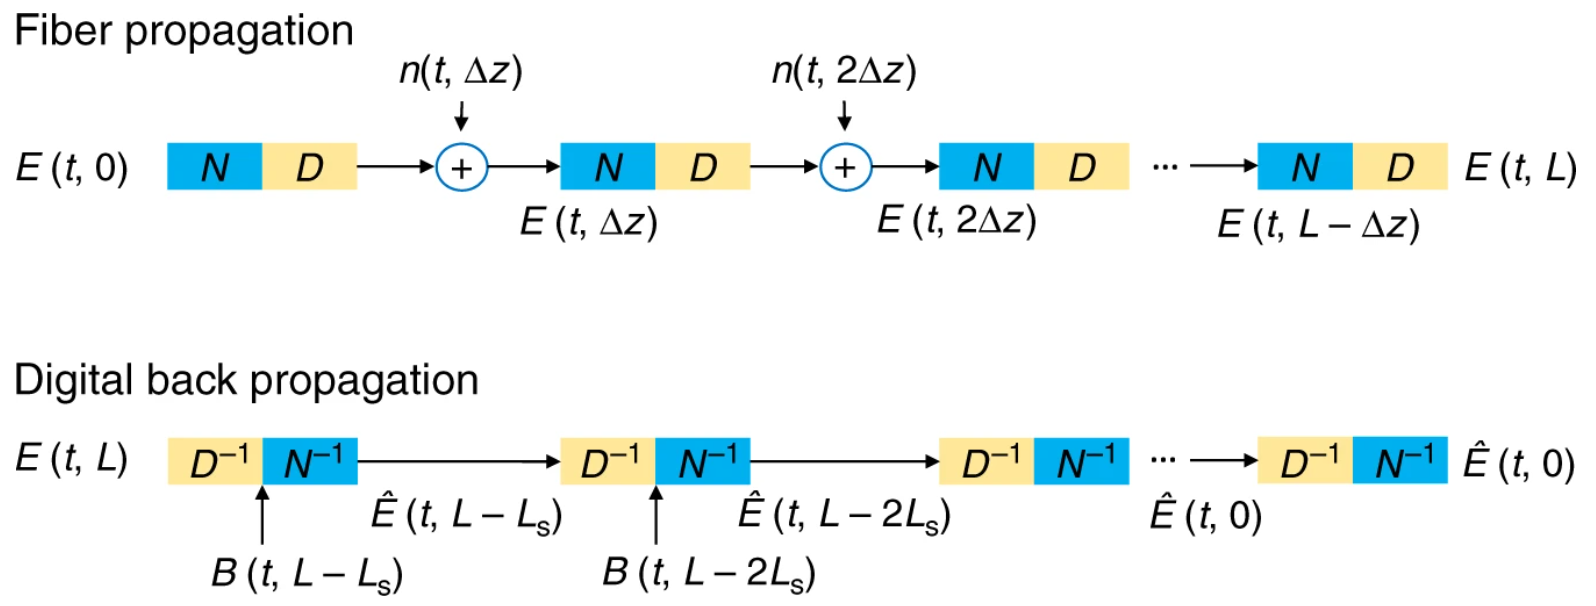 Fiber propagation
n(t, Δz) n(t, 2Δz)
E (t, 0) N D + N D + N D ... N D E (t, L)
E (t, Δz) E (t, 2Δz) E (t, L – Δz)
Digital back propagation
E (t, L) D⁻¹ N⁻¹ D⁻¹ N⁻¹ D⁻¹ N⁻¹ ... D⁻¹ N⁻¹ Ê (t, 0)
Ê (t, L – Lₛ) Ê (t, L – 2Lₛ) Ê (t, 0)
B (t, L – Lₛ) B (t, L – 2Lₛ)